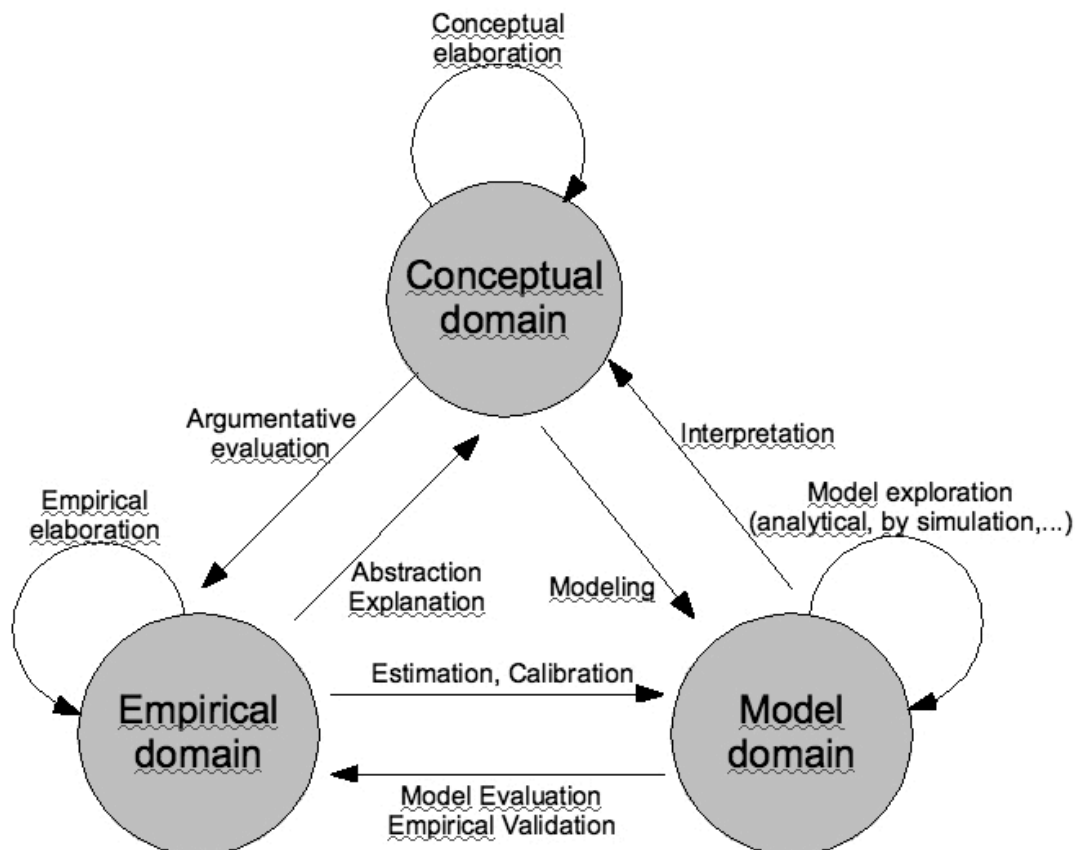 Conceptual
elaboration
Conceptual
domain
Argumentative
evaluation
Interpretation
Empirical
elaboration
Model exploration
(analytical, by simulation,...)
Abstraction
Explanation
Modeling
Estimation, Calibration
Empirical
domain
Model
domain
Model Evaluation
Empirical Validation